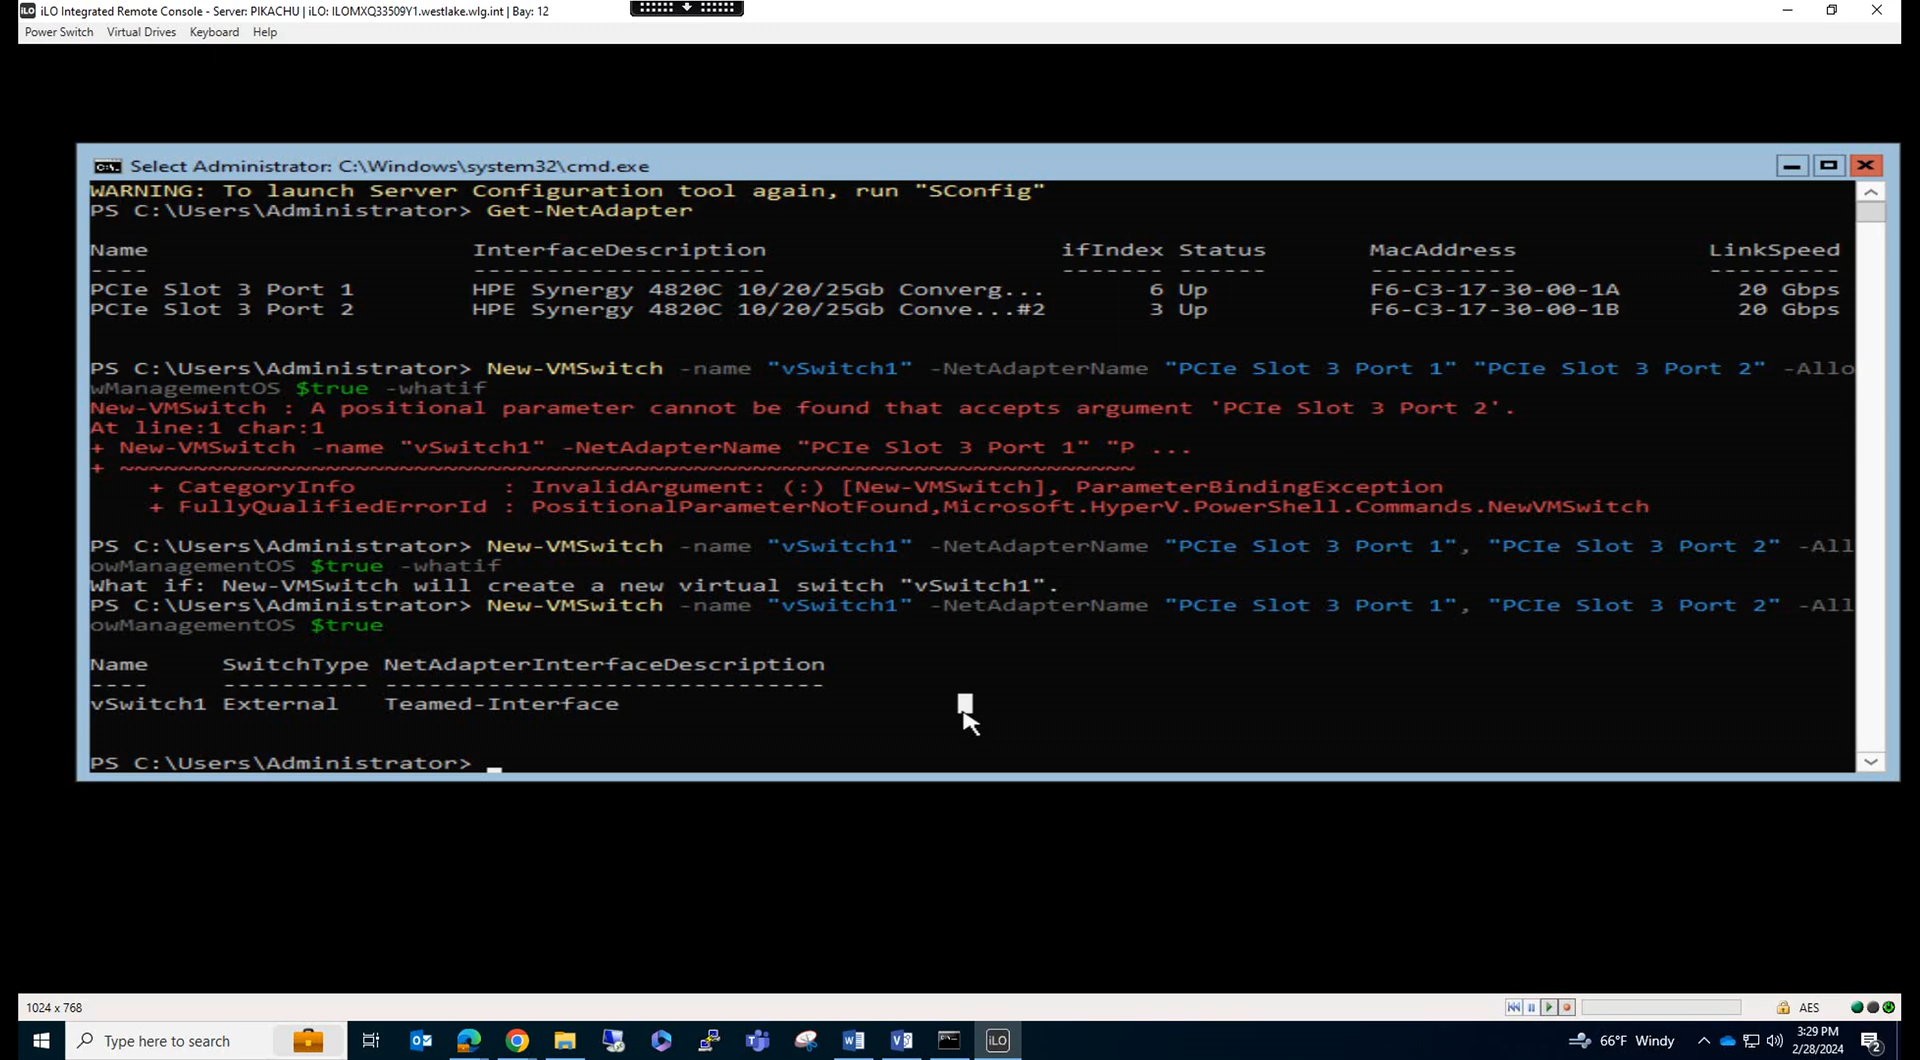 iLO Integrated Remote Console - Server: PIKACHU | iLO: ILOMXQ33509Y1.westlake.wlg.int | Bay: 12
Power Switch Virtual Drives Keyboard Help
Select Administrator: C:\Windows\system32\cmd.exe
WARNING: To launch Server Configuration tool again, run "SConfig"
PS C:\Users\Administrator> Get-NetAdapter
Name InterfaceDescription ifIndex Status MacAddress LinkSpeed
---- -------------------- ------- ------ ---------- ---------
PCIe Slot 3 Port 1 HPE Synergy 4820C 10/20/25Gb Converg... 6 Up F6-C3-17-30-00-1A 20 Gbps
PCIe Slot 3 Port 2 HPE Synergy 4820C 10/20/25Gb Conve...#2 3 Up F6-C3-17-30-00-1B 20 Gbps
PS C:\Users\Administrator> New-VMSwitch -name "vSwitch1" -NetAdapterName "PCIe Slot 3 Port 1" "PCIe Slot 3 Port 2" -Allo
wManagementOS $true -whatif
New-VMSwitch : A positional parameter cannot be found that accepts argument 'PCIe Slot 3 Port 2'.
At line:1 char:1
+ New-VMSwitch -name "vSwitch1" -NetAdapterName "PCIe Slot 3 Port 1" "P ...
+ ~~~~~~~~~~~~~~~~~~~~~~~~~~~~~~~~~~~~~~~~~~~~~~~~~~~~~~~~~~~~~~~~~~~~~
+ CategoryInfo : InvalidArgument: (:) [New-VMSwitch], ParameterBindingException
+ FullyQualifiedErrorId : PositionalParameterNotFound,Microsoft.HyperV.PowerShell.Commands.NewVMSwitch
PS C:\Users\Administrator> New-VMSwitch -name "vSwitch1" -NetAdapterName "PCIe Slot 3 Port 1", "PCIe Slot 3 Port 2" -All
owManagementOS $true -whatif
What if: New-VMSwitch will create a new virtual switch "vSwitch1".
PS C:\Users\Administrator> New-VMSwitch -name "vSwitch1" -NetAdapterName "PCIe Slot 3 Port 1", "PCIe Slot 3 Port 2" -All
owManagementOS $true
Name SwitchType NetAdapterInterfaceDescription
---- ---------- ------------------------------
vSwitch1 External Teamed-Interface
PS C:\Users\Administrator>
1024 x 768 AES
Type here to search 66°F Windy 3:29 PM
2/28/2024